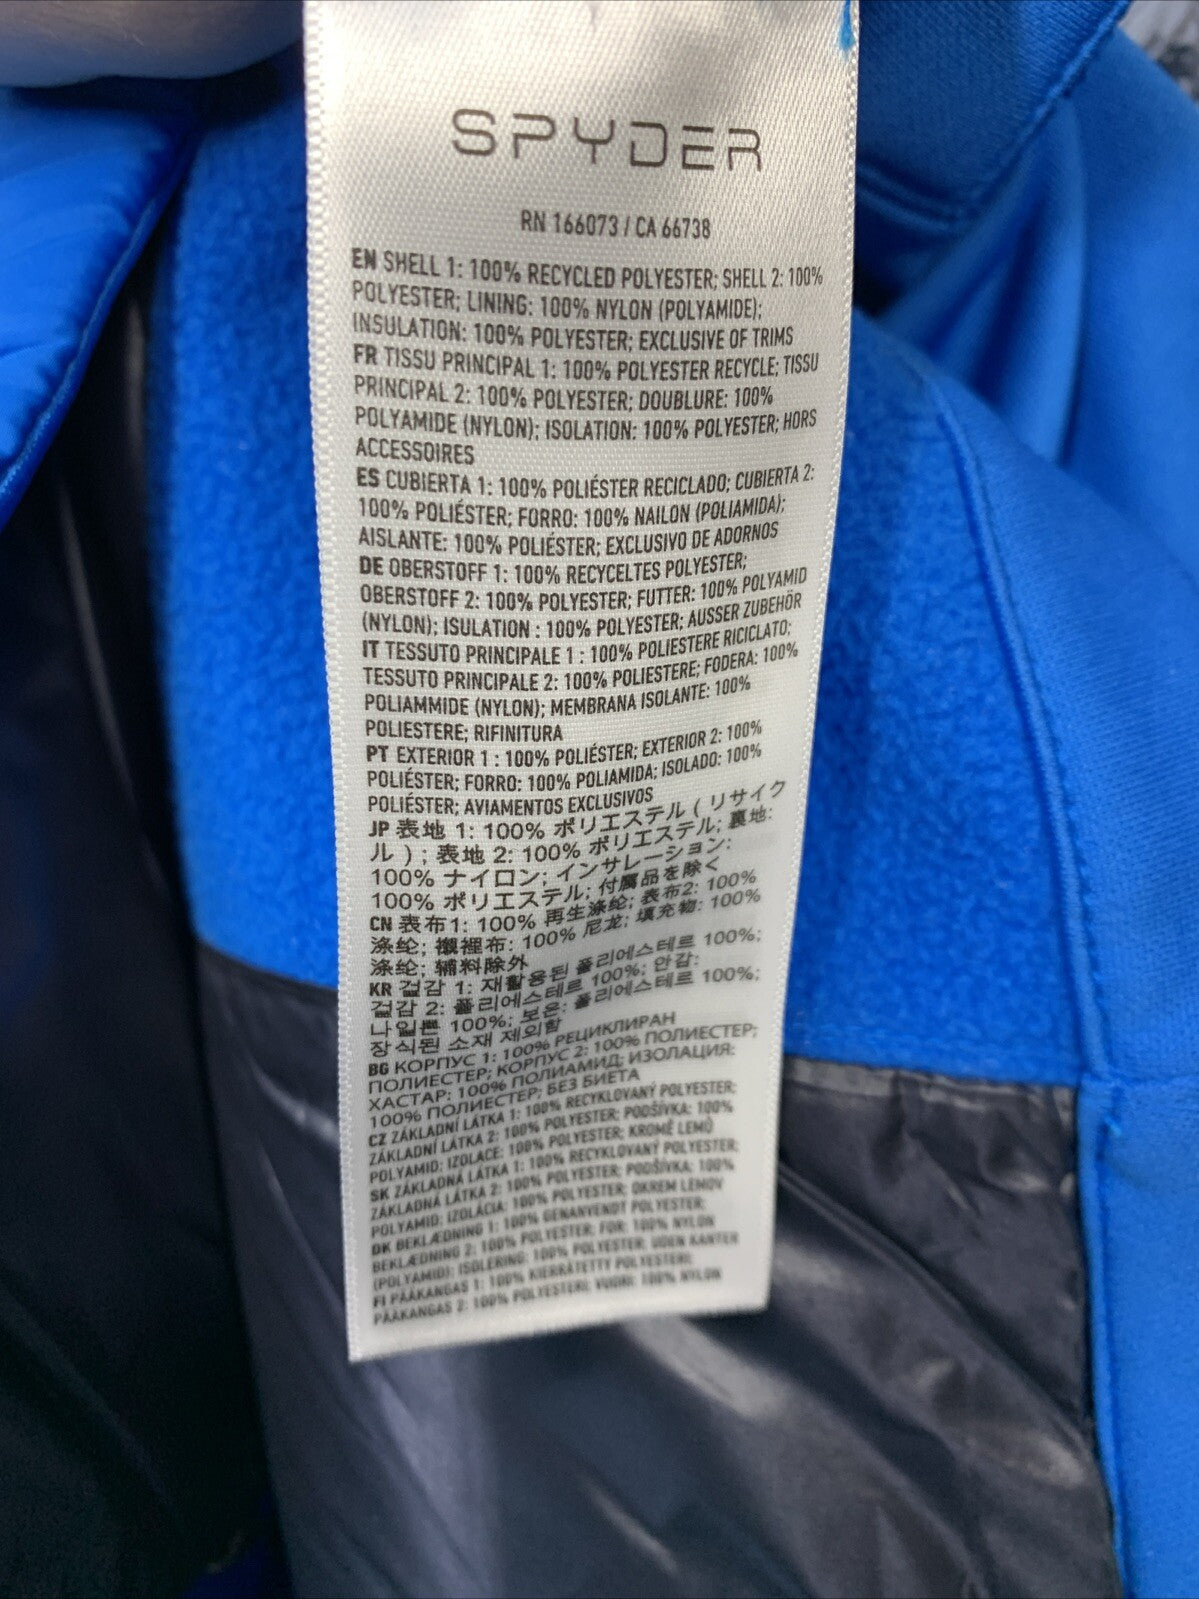 SPYDER
RN 166073 / CA 66738
EN SHELL 1: 100% RECYCLED POLYESTER; SHELL 2: 100%
POLYESTER; LINING: 100% NYLON (POLYAMIDE);
INSULATION: 100% POLYESTER; EXCLUSIVE OF TRIMS
FR TISSU PRINCIPAL 1: 100% POLYESTER RECYCLE; TISSU
PRINCIPAL 2: 100% POLYESTER; DOUBLURE: 100%
POLYAMIDE (NYLON); ISOLATION: 100% POLYESTER; HORS
ACCESSOIRES
ES CUBIERTA 1: 100% POLIÉSTER RECICLADO; CUBIERTA 2:
100% POLIÉSTER; FORRO: 100% NAILON (POLIAMIDA);
AISLANTE: 100% POLIÉSTER; EXCLUSIVO DE ADORNOS
DE OBERSTOFF 1: 100% RECYCELTES POLYESTER;
OBERSTOFF 2: 100% POLYESTER; FUTTER: 100% POLYAMID
(NYLON); ISULATION : 100% POLYESTER; AUSSER ZUBEHÖR
IT TESSUTO PRINCIPALE 1 : 100% POLIESTERE RICICLATO;
TESSUTO PRINCIPALE 2: 100% POLIESTERE; FODERA: 100%
POLIAMMIDE (NYLON); MEMBRANA ISOLANTE: 100%
POLIESTERE; RIFINITURA
PT EXTERIOR 1 : 100% POLIÉSTER; EXTERIOR 2: 100%
POLIÉSTER; FORRO: 100% POLIAMIDA; ISOLADO: 100%
POLIÉSTER; AVIAMENTOS EXCLUSIVOS
JP 表地 1: 100% ポリエステル ( リサイク
ル ) ; 表地 2: 100% ポリエステル; 裏地:
100% ナイロン; インサレーション:
100% ポリエステル; 付属品を除く
CN 表布1: 100% 再生涤纶; 表布2: 100%
涤纶; 襯裡布: 100% 尼龙; 填充物: 100%
涤纶; 辅料除外
KR 겉감 1: 재활용된 폴리에스테르 100%;
겉감 2: 폴리에스테르 100%; 안감:
나일론 100%; 보온: 폴리에스테르 100%;
장식된 소재 제외함
BG КОРПУС 1: 100% РЕЦИКЛИРАН
ПОЛИЕСТЕР; КОРПУС 2: 100% ПОЛИЕСТЕР;
ХАСТАР: 100% ПОЛИАМИД; ИЗОЛАЦИЯ:
100% ПОЛИЕСТЕР; БЕЗ БИЕТА
CZ ZÁKLADNÍ LÁTKA 1: 100% RECYKLOVANÝ POLYESTER;
ZÁKLADNÍ LÁTKA 2: 100% POLYESTER; PODŠÍVKA: 100%
POLYAMID; IZOLACE: 100% POLYESTER; KROMĚ LEMŮ
SK ZÁKLADNÁ LÁTKA 1: 100% RECYKLOVANÝ POLYESTER;
ZÁKLADNÁ LÁTKA 2: 100% POLYESTER; PODŠÍVKA: 100%
POLYAMID; IZOLÁCIA: 100% POLYESTER; OKREM LEMOV
DK BEKLÆDNING 1: 100% GENANVENDT POLYESTER;
BEKLÆDNING 2: 100% POLYESTER; FOR: 100% NYLON
(POLYAMID); ISOLERING: 100% POLYESTER; UDEN KANTER
FI PÄÄKANGAS 1: 100% KIERRÄTETTY POLYESTERI;
PÄÄKANGAS 2: 100% POLYESTERI; VUORI: 100% NYLON